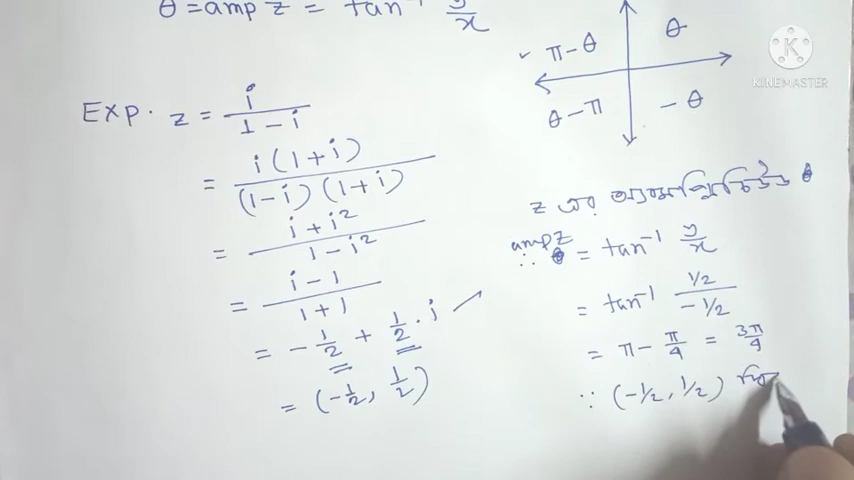 θ = amp z = tan⁻¹ y/x
π - θ
θ
θ - π
- θ
KINEMASTER
Exp. z = i / (1 - i)
= i(1+i) / (1-i)(1+i)
= (i + i²) / (1 - i²)
= (i - 1) / (1 + 1)
= - 1/2 + 1/2 . i
= (-1/2, 1/2)
z এর
amp z
∴ = tan⁻¹ y/x
= tan⁻¹ (1/2) / (-1/2)
= π - π/4 = 3π/4
∵ (-1/2, 1/2)